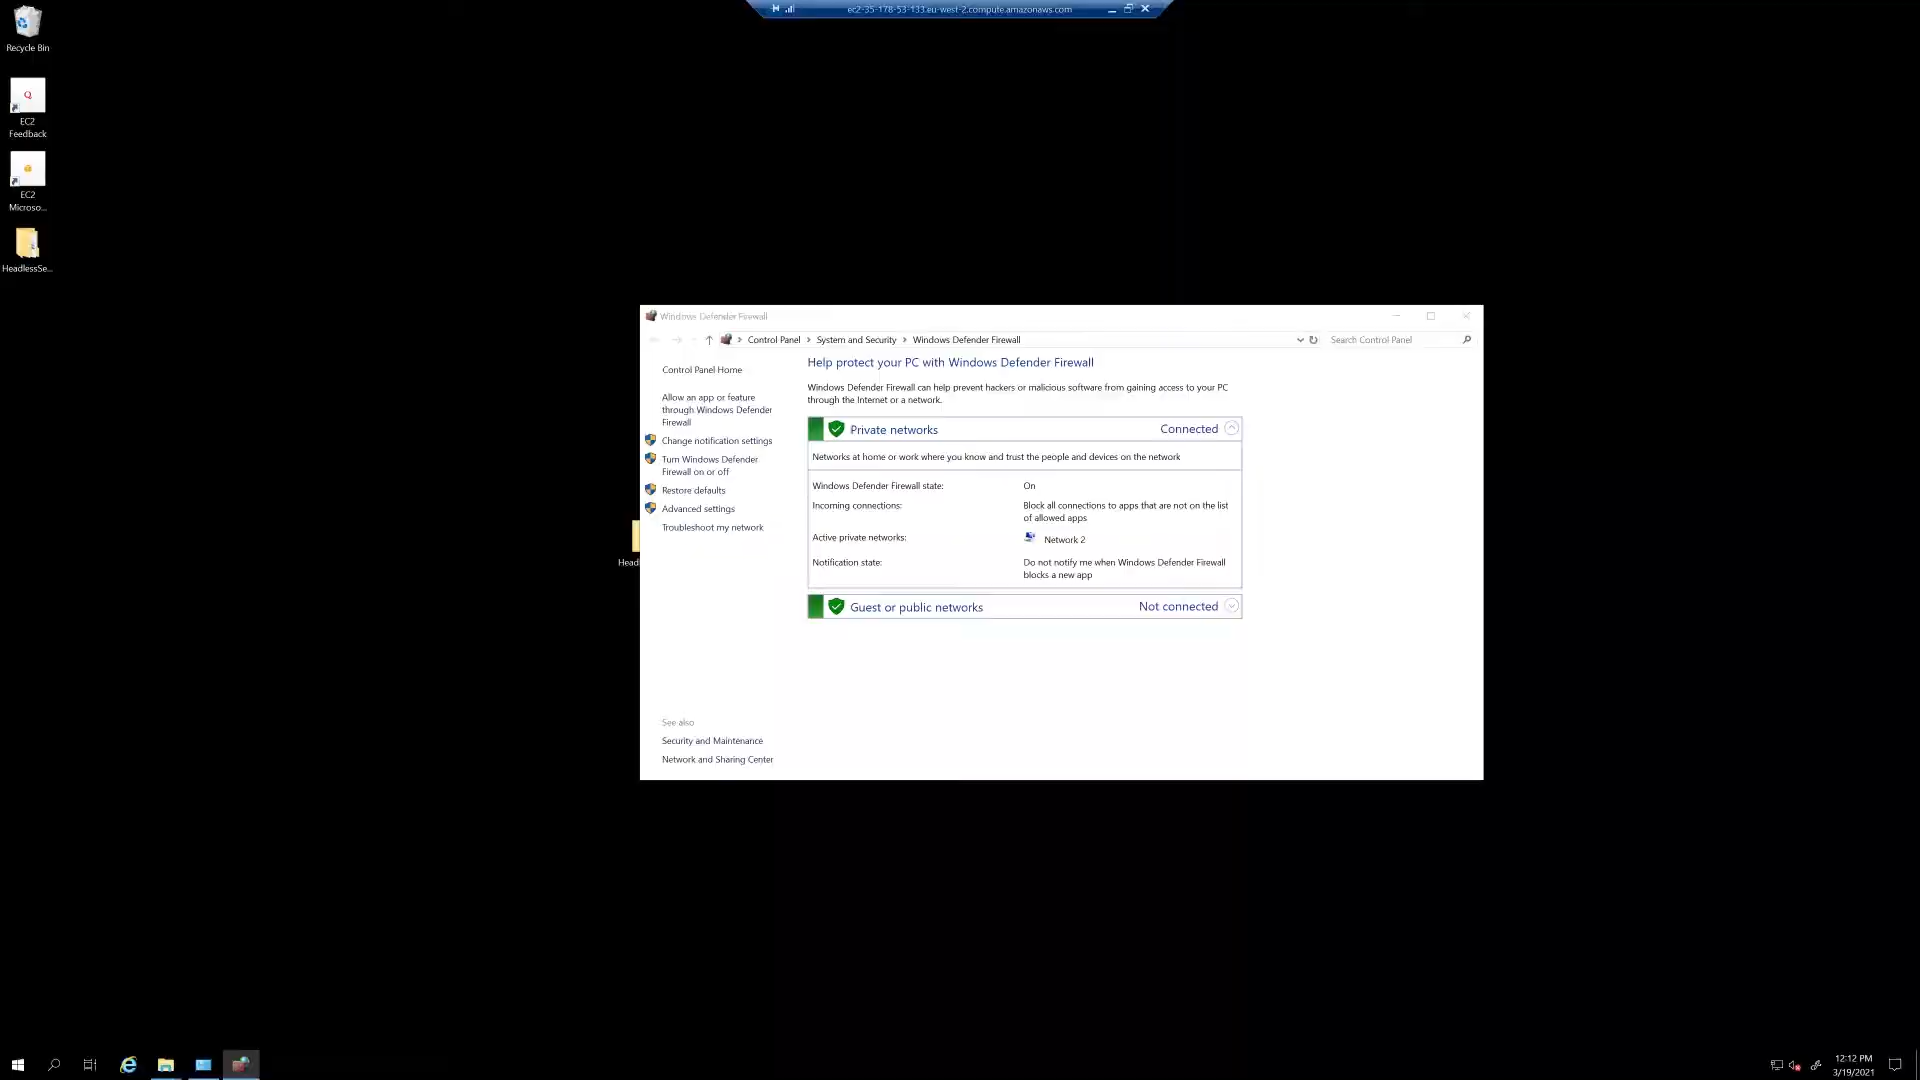 ec2-35-178-53-133.eu-west-2.compute.amazonaws.com
Recycle Bin
EC2
Feedback
EC2
Microso...
HeadlessSe...
Windows Defender Firewall
Control Panel
System and Security
Windows Defender Firewall
Search Control Panel
Control Panel Home
Allow an app or feature
through Windows Defender
Firewall
Change notification settings
Turn Windows Defender
Firewall on or off
Restore defaults
Advanced settings
Troubleshoot my network
Headl
See also
Security and Maintenance
Network and Sharing Center
Help protect your PC with Windows Defender Firewall
Windows Defender Firewall can help prevent hackers or malicious software from gaining access to your PC
through the Internet or a network.
Private networks
Connected
Networks at home or work where you know and trust the people and devices on the network
Windows Defender Firewall state:
On
Incoming connections:
Block all connections to apps that are not on the list
of allowed apps
Active private networks:
Network 2
Notification state:
Do not notify me when Windows Defender Firewall
blocks a new app
Guest or public networks
Not connected
12:12 PM
3/19/2021